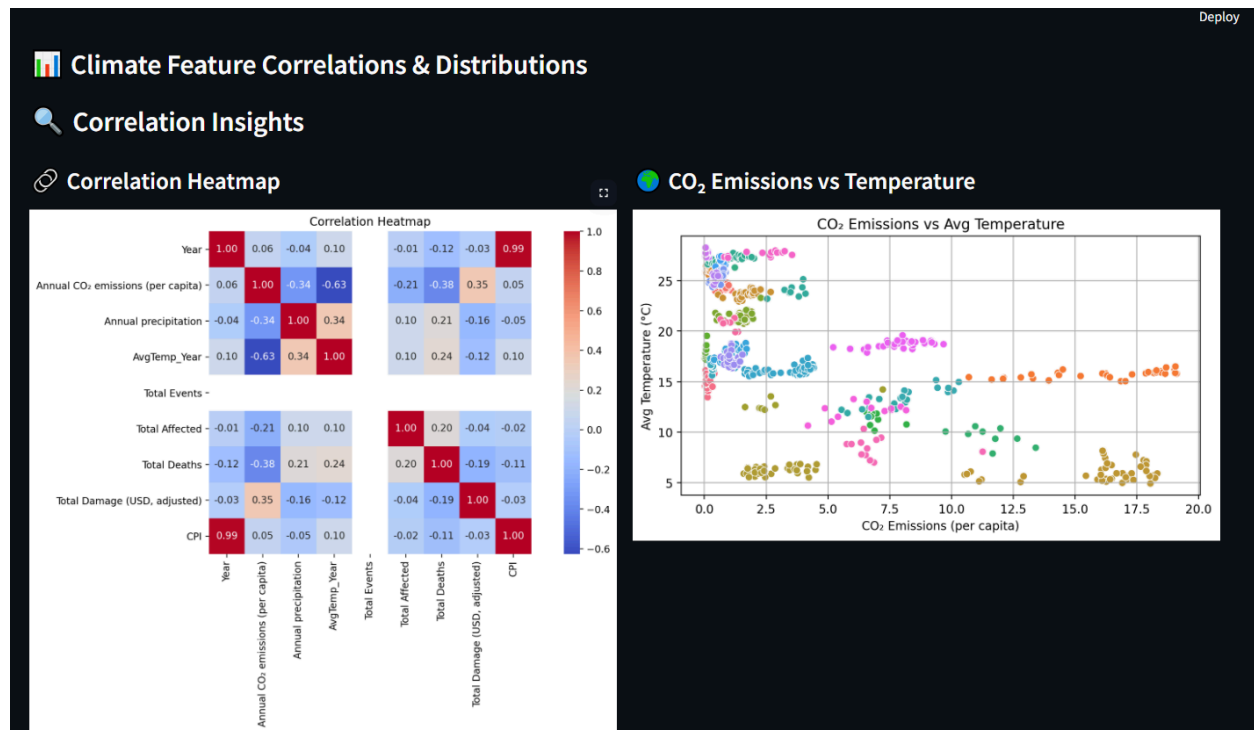 Deploy
📊 Climate Feature Correlations & Distributions
🔍 Correlation Insights
🔗 Correlation Heatmap
Correlation Heatmap
Year 1.00 0.06 -0.04 0.10 -0.01 -0.12 -0.03 0.99
Annual CO₂ emissions (per capita) 0.06 1.00 -0.34 -0.63 -0.21 -0.38 0.35 0.05
Annual precipitation -0.04 -0.34 1.00 0.34 0.10 0.21 -0.16 -0.05
AvgTemp_Year 0.10 -0.63 0.34 1.00 0.10 0.24 -0.12 0.10
Total Events
Total Affected -0.01 -0.21 0.10 0.10 1.00 0.20 -0.04 -0.02
Total Deaths -0.12 -0.38 0.21 0.24 0.20 1.00 -0.19 -0.11
Total Damage (USD, adjusted) -0.03 0.35 -0.16 -0.12 -0.04 -0.19 1.00 -0.03
CPI 0.99 0.05 -0.05 0.10 -0.02 -0.11 -0.03 1.00
Year
Annual CO₂ emissions (per capita)
Annual precipitation
AvgTemp_Year
Total Events
Total Affected
Total Deaths
Total Damage (USD, adjusted)
CPI
1.0
0.8
0.6
0.4
0.2
0.0
−0.2
−0.4
−0.6
🌍 CO₂ Emissions vs Temperature
CO₂ Emissions vs Avg Temperature
Avg Temperature (°C)
25
20
15
10
5
0.0 2.5 5.0 7.5 10.0 12.5 15.0 17.5 20.0
CO₂ Emissions (per capita)